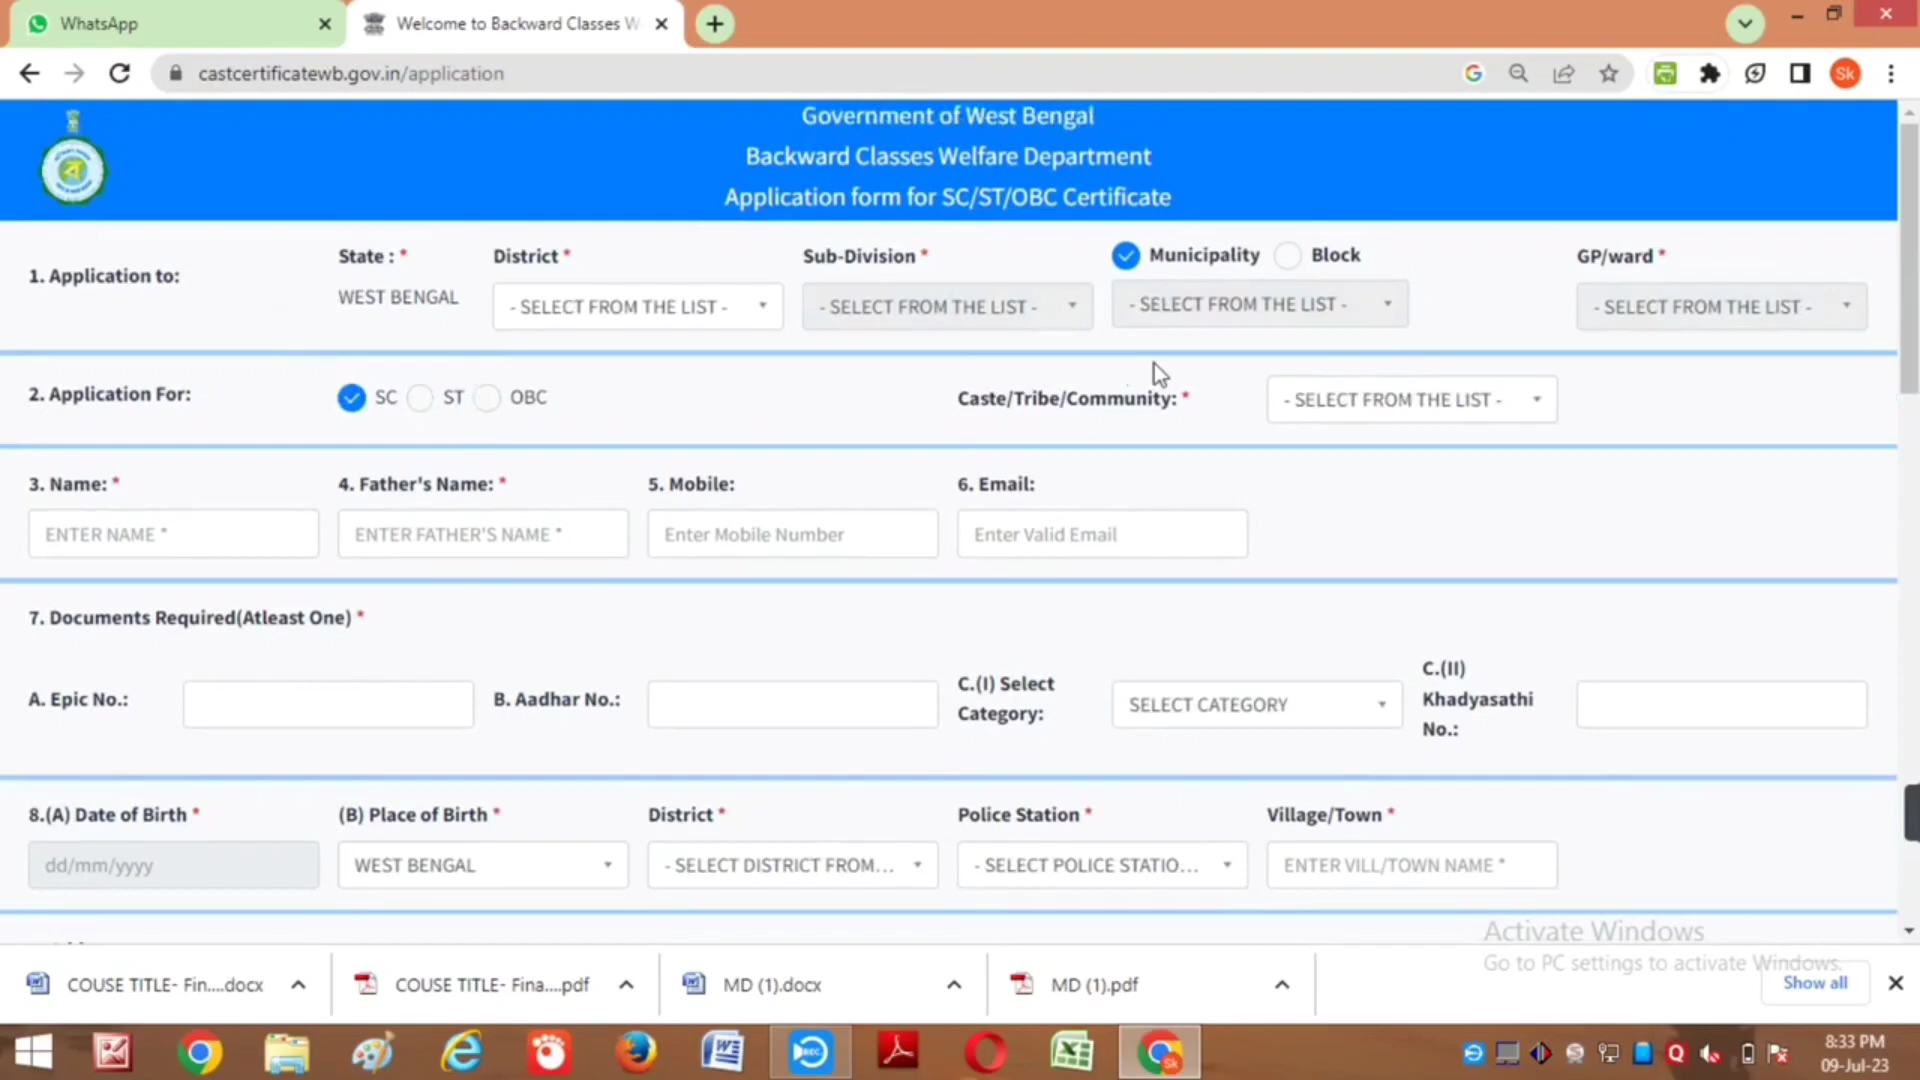 WhatsApp
Welcome to Backward Classes W
castcertificatewb.gov.in/application
Sk
Government of West Bengal
Backward Classes Welfare Department
Application form for SC/ST/OBC Certificate
1. Application to:
State : *
WEST BENGAL
District *
- SELECT FROM THE LIST -
Sub-Division *
- SELECT FROM THE LIST -
Municipality
Block
- SELECT FROM THE LIST -
GP/ward *
- SELECT FROM THE LIST -
2. Application For:
SC
ST
OBC
Caste/Tribe/Community: *
- SELECT FROM THE LIST -
3. Name: *
ENTER NAME *
4. Father's Name: *
ENTER FATHER'S NAME *
5. Mobile:
Enter Mobile Number
6. Email:
Enter Valid Email
7. Documents Required(Atleast One) *
A. Epic No.:
B. Aadhar No.:
C.(I) Select
Category:
SELECT CATEGORY
C.(II)
Khadyasathi
No.:
8.(A) Date of Birth *
dd/mm/yyyy
(B) Place of Birth *
WEST BENGAL
District *
- SELECT DISTRICT FROM...
Police Station *
- SELECT POLICE STATIO...
Village/Town *
ENTER VILL/TOWN NAME *
Activate Windows
Go to PC settings to activate Windows.
COUSE TITLE- Fin....docx
COUSE TITLE- Fina....pdf
MD (1).docx
MD (1).pdf
Show all
REC
8:33 PM
09-Jul-23